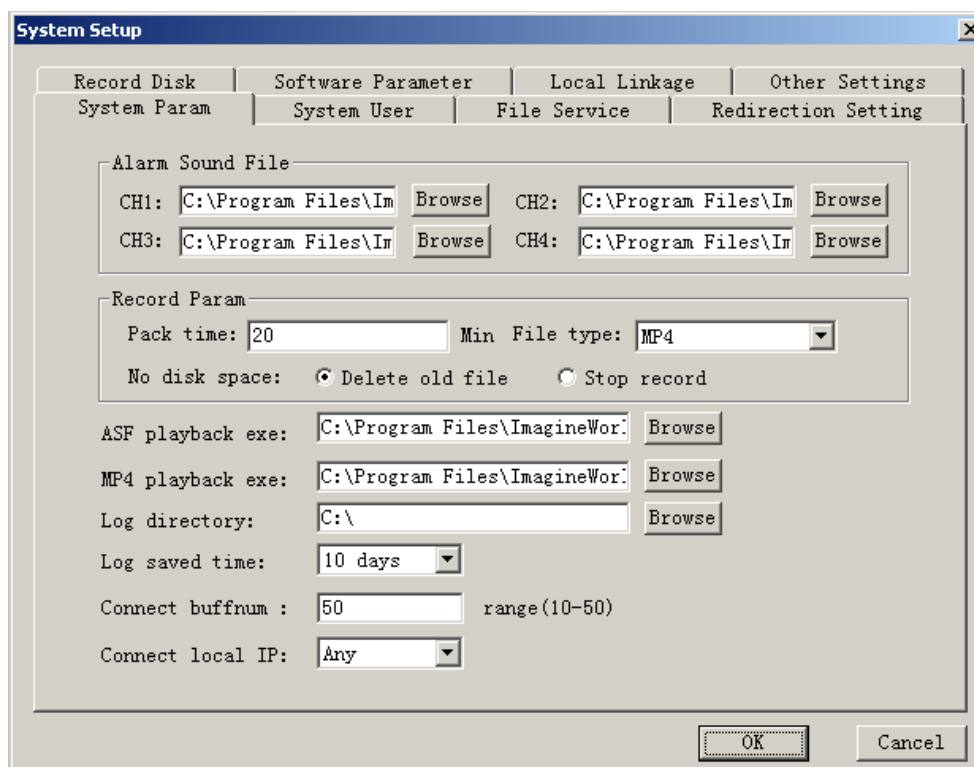 System Setup
Record Disk Software Parameter Local Linkage Other Settings
System Param System User File Service Redirection Setting
Alarm Sound File
CH1: C:\Program Files\Im Browse CH2: C:\Program Files\Im Browse
CH3: C:\Program Files\Im Browse CH4: C:\Program Files\Im Browse
Record Param
Pack time: 20 Min File type: MP4
No disk space: Delete old file Stop record
ASF playback exe: C:\Program Files\ImagineWorl Browse
MP4 playback exe: C:\Program Files\ImagineWorl Browse
Log directory: C:\ Browse
Log saved time: 10 days
Connect buffnum : 50 range(10-50)
Connect local IP: Any
OK Cancel